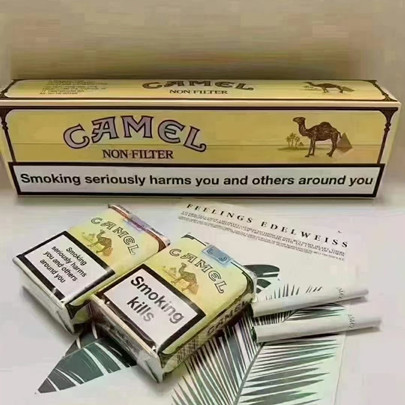 CAMEL
NON-FILTER
CAMEL
NON-FILTER
Smoking seriously harms you and others around you
FEELINGS EDELWEISS
CAMEL
Smoking
seriously harms
you and others
around you
CAMEL
Smoking
kills
CAMEL